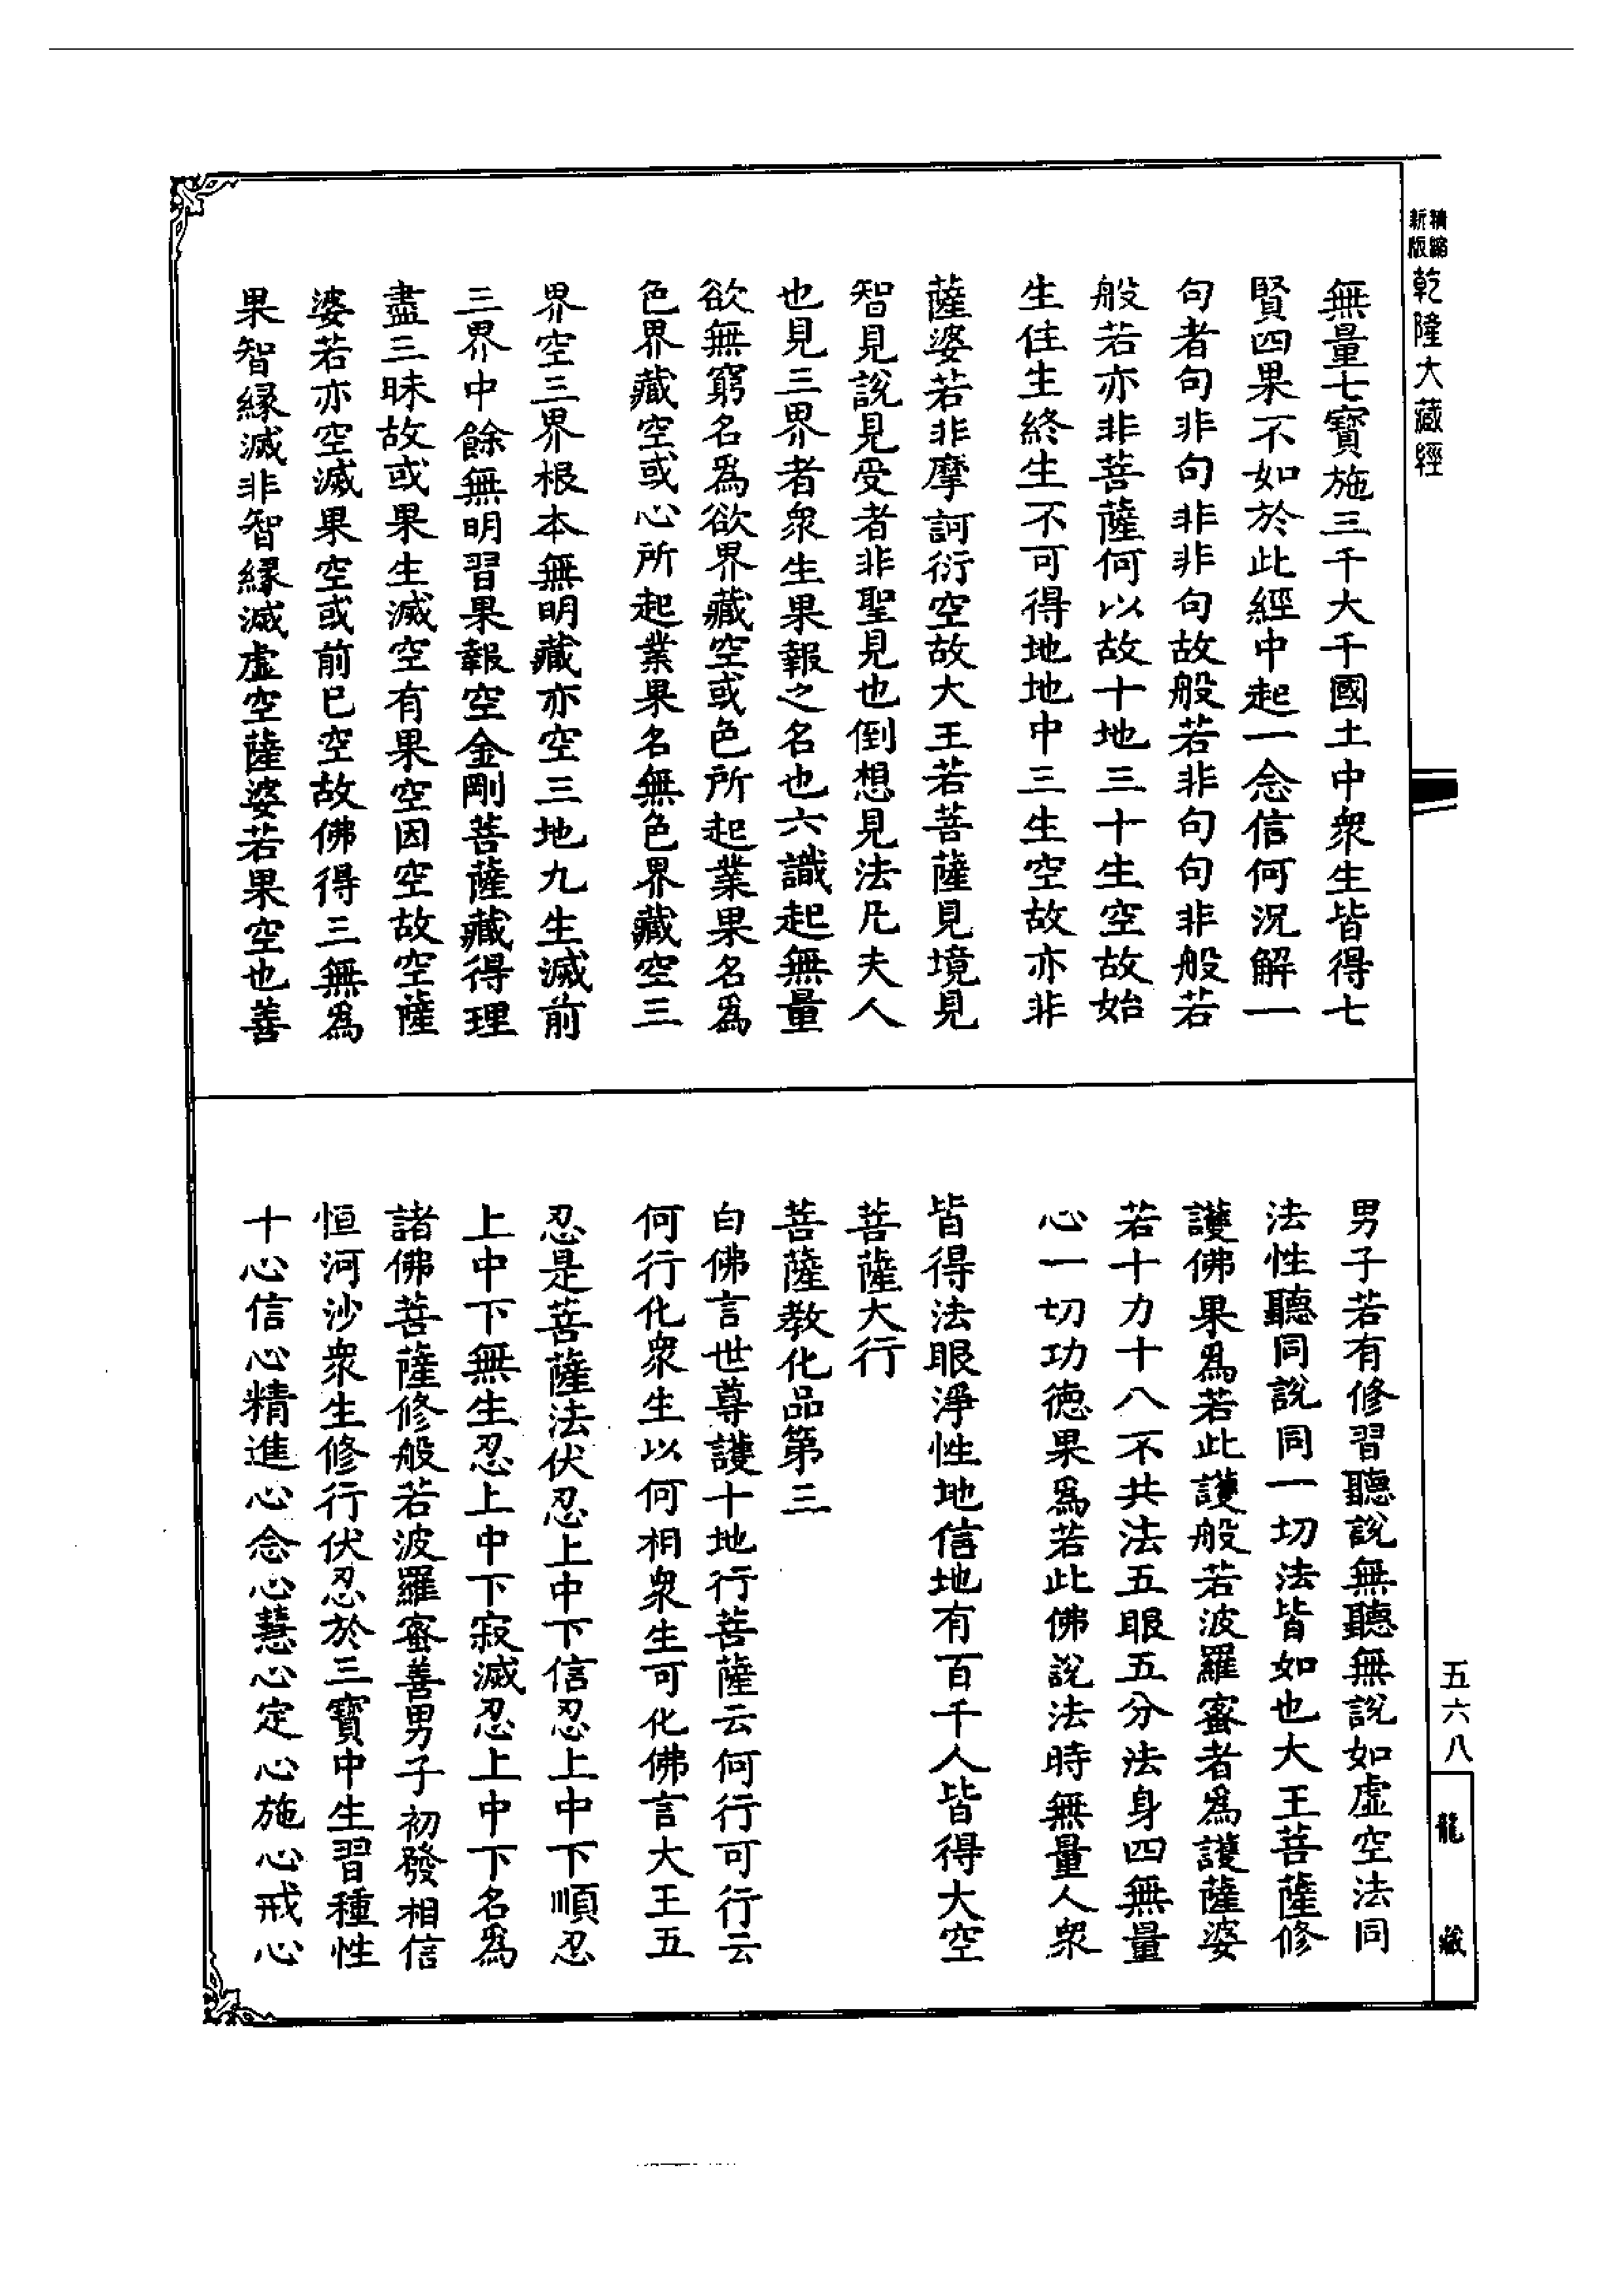 精縮新版乾隆大藏經
無量七寶施三千大千國土中衆生皆得七
賢四果不如於此經中起一念信何況解一
句者句非句非非句故般若非句句非般若
般若亦非菩薩何以故十地三十生空故始
生住生終生不可得地地中三生空故亦非
薩婆若非摩訶衍空故大王若菩薩見境見
智見說見受者非聖見也倒想見法凡夫人
也見三界者衆生果報之名也六識起無量
欲無窮名爲欲界藏空或色所起業果名爲
色界藏空或心所起業果名無色界藏空三
界空三界根本無明藏亦空三地九生滅前
三界中餘無明習果報空金剛菩薩藏得理
盡三昧故或果生滅空有果空因空故空薩
婆若亦空滅果空或前已空故佛得三無爲
果智緣滅非智緣滅虛空薩婆若果空也善
男子若有修習聽說無聽無說如虛空法同
法性聽同說同一切法皆如也大王菩薩修
護佛果爲若此護般若波羅蜜者爲護薩婆
若十力十八不共法五眼五分法身四無量
心一切功德果爲若此佛說法時無量人衆
皆得法眼淨性地信地有百千人皆得大空
菩薩大行
菩薩教化品第三
白佛言世尊護十地行菩薩云何行可行云
何行化衆生以何相衆生可化佛言大王五
忍是菩薩法伏忍上中下信忍上中下順忍
上中下無生忍上中下寂滅忍上中下名爲
諸佛菩薩修般若波羅蜜善男子初發相信
恒河沙衆生修行伏忍於三寶中生習種性
十心信心精進心念心慧心定心施心戒心
五六八
龍藏